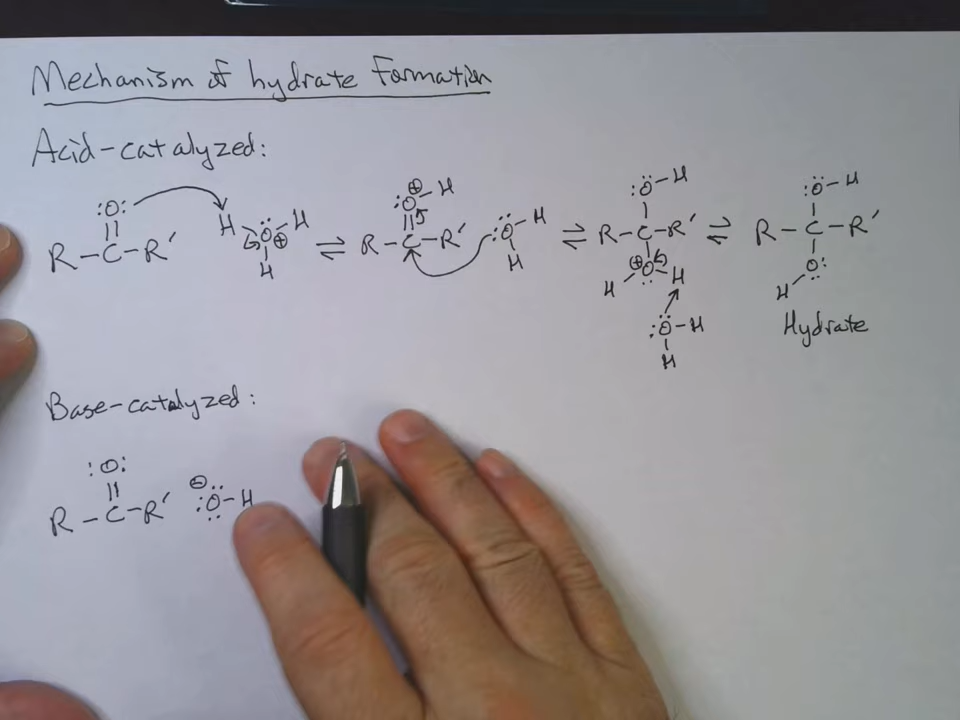 Mechanism of hydrate formation
Acid-catalyzed:
:O: :O⊕–H :Ö–H :Ö–H
|| H Ö⊕ H || :Ö–H | |
R–C–R′ H ⇌ R–C–R′ H ⇌ R–C–R′ ⇌ R–C–R′
H ⊕O H H O:
:Ö–H Hydrate
H
Base-catalyzed:
:O: ⊖
|| :Ö–H
R–C–R′